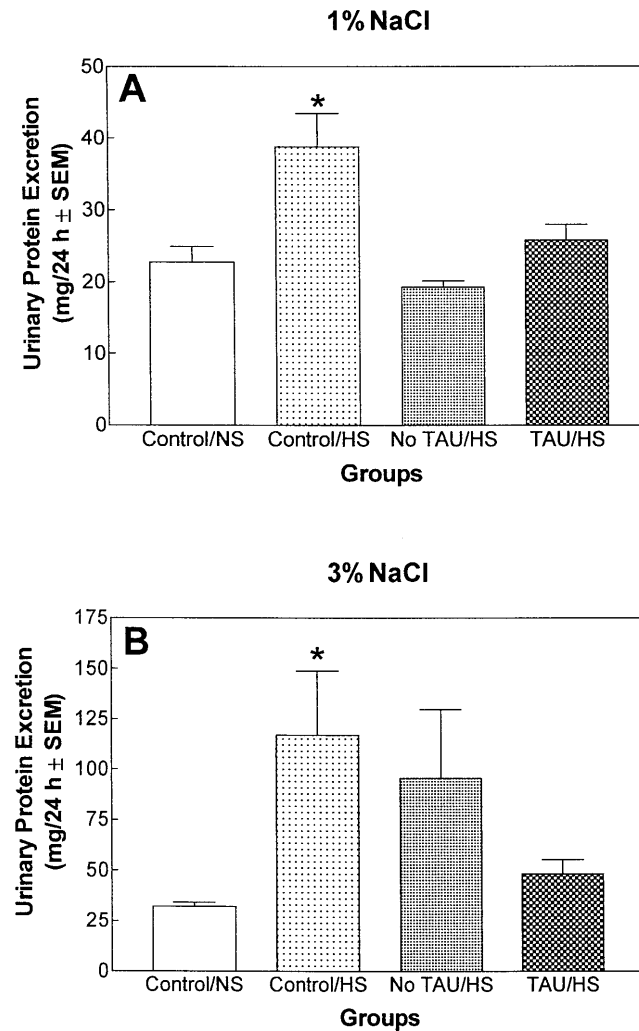 1% NaCl
A
*
Urinary Protein Excretion
(mg/24 h ± SEM)
50
40
30
20
10
0
Control/NS Control/HS No TAU/HS TAU/HS
Groups
3% NaCl
B
*
Urinary Protein Excretion
(mg/24 h ± SEM)
175
150
125
100
75
50
25
0
Control/NS Control/HS No TAU/HS TAU/HS
Groups